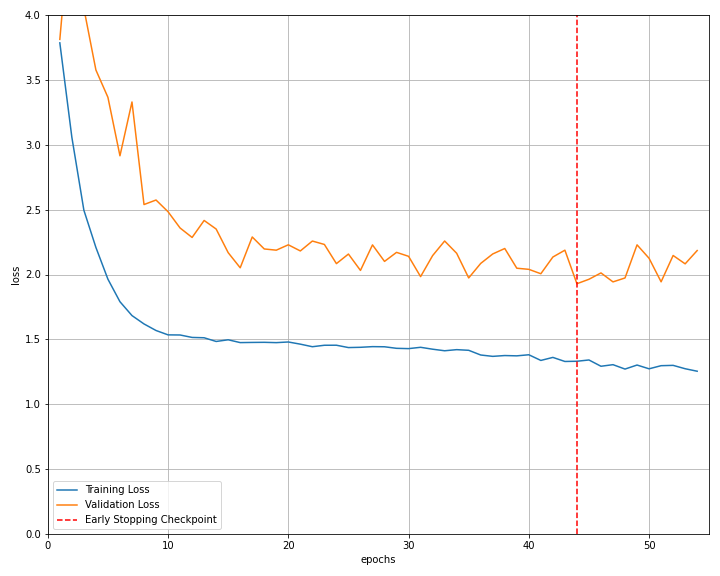 4.0
3.5
3.0
2.5
2.0
1.5
1.0
0.5
0.0
loss
Training Loss
Validation Loss
Early Stopping Checkpoint
0 10 20 30 40 50
epochs